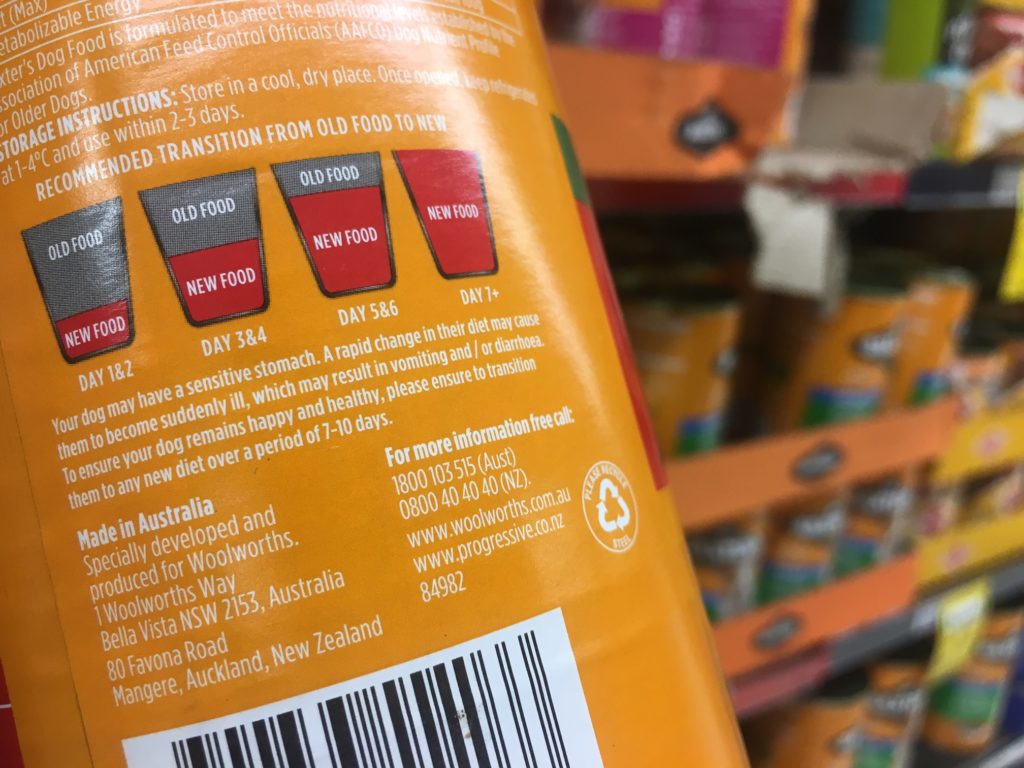 t (Max)
etabolizable Energy
xter's Dog Food is formulated to meet the nutritional levels established by the
ssociation of American Feed Control Officials (AAFCO) Dog Nutrient Profile
or Older Dogs.
STORAGE INSTRUCTIONS: Store in a cool, dry place. Once opened, keep refrigerated
at 1-4°C and use within 2-3 days.
RECOMMENDED TRANSITION FROM OLD FOOD TO NEW
OLD FOOD
NEW FOOD
DAY 1&2
OLD FOOD
NEW FOOD
DAY 3&4
OLD FOOD
NEW FOOD
DAY 5&6
NEW FOOD
DAY 7+
Your dog may have a sensitive stomach. A rapid change in their diet may cause
them to become suddenly ill, which may result in vomiting and / or diarrhoea.
To ensure your dog remains happy and healthy, please ensure to transition
them to any new diet over a period of 7-10 days.
Made in Australia
Specially developed and
produced for Woolworths.
1 Woolworths Way
Bella Vista NSW 2153, Australia
80 Favona Road
Mangere, Auckland, New Zealand
For more information free call:
1800 103 515 (Aust)
0800 40 40 40 (NZ).
www.woolworths.com.au
www.progressive.co.nz
84982
PLEASE RECYCLE
STEEL